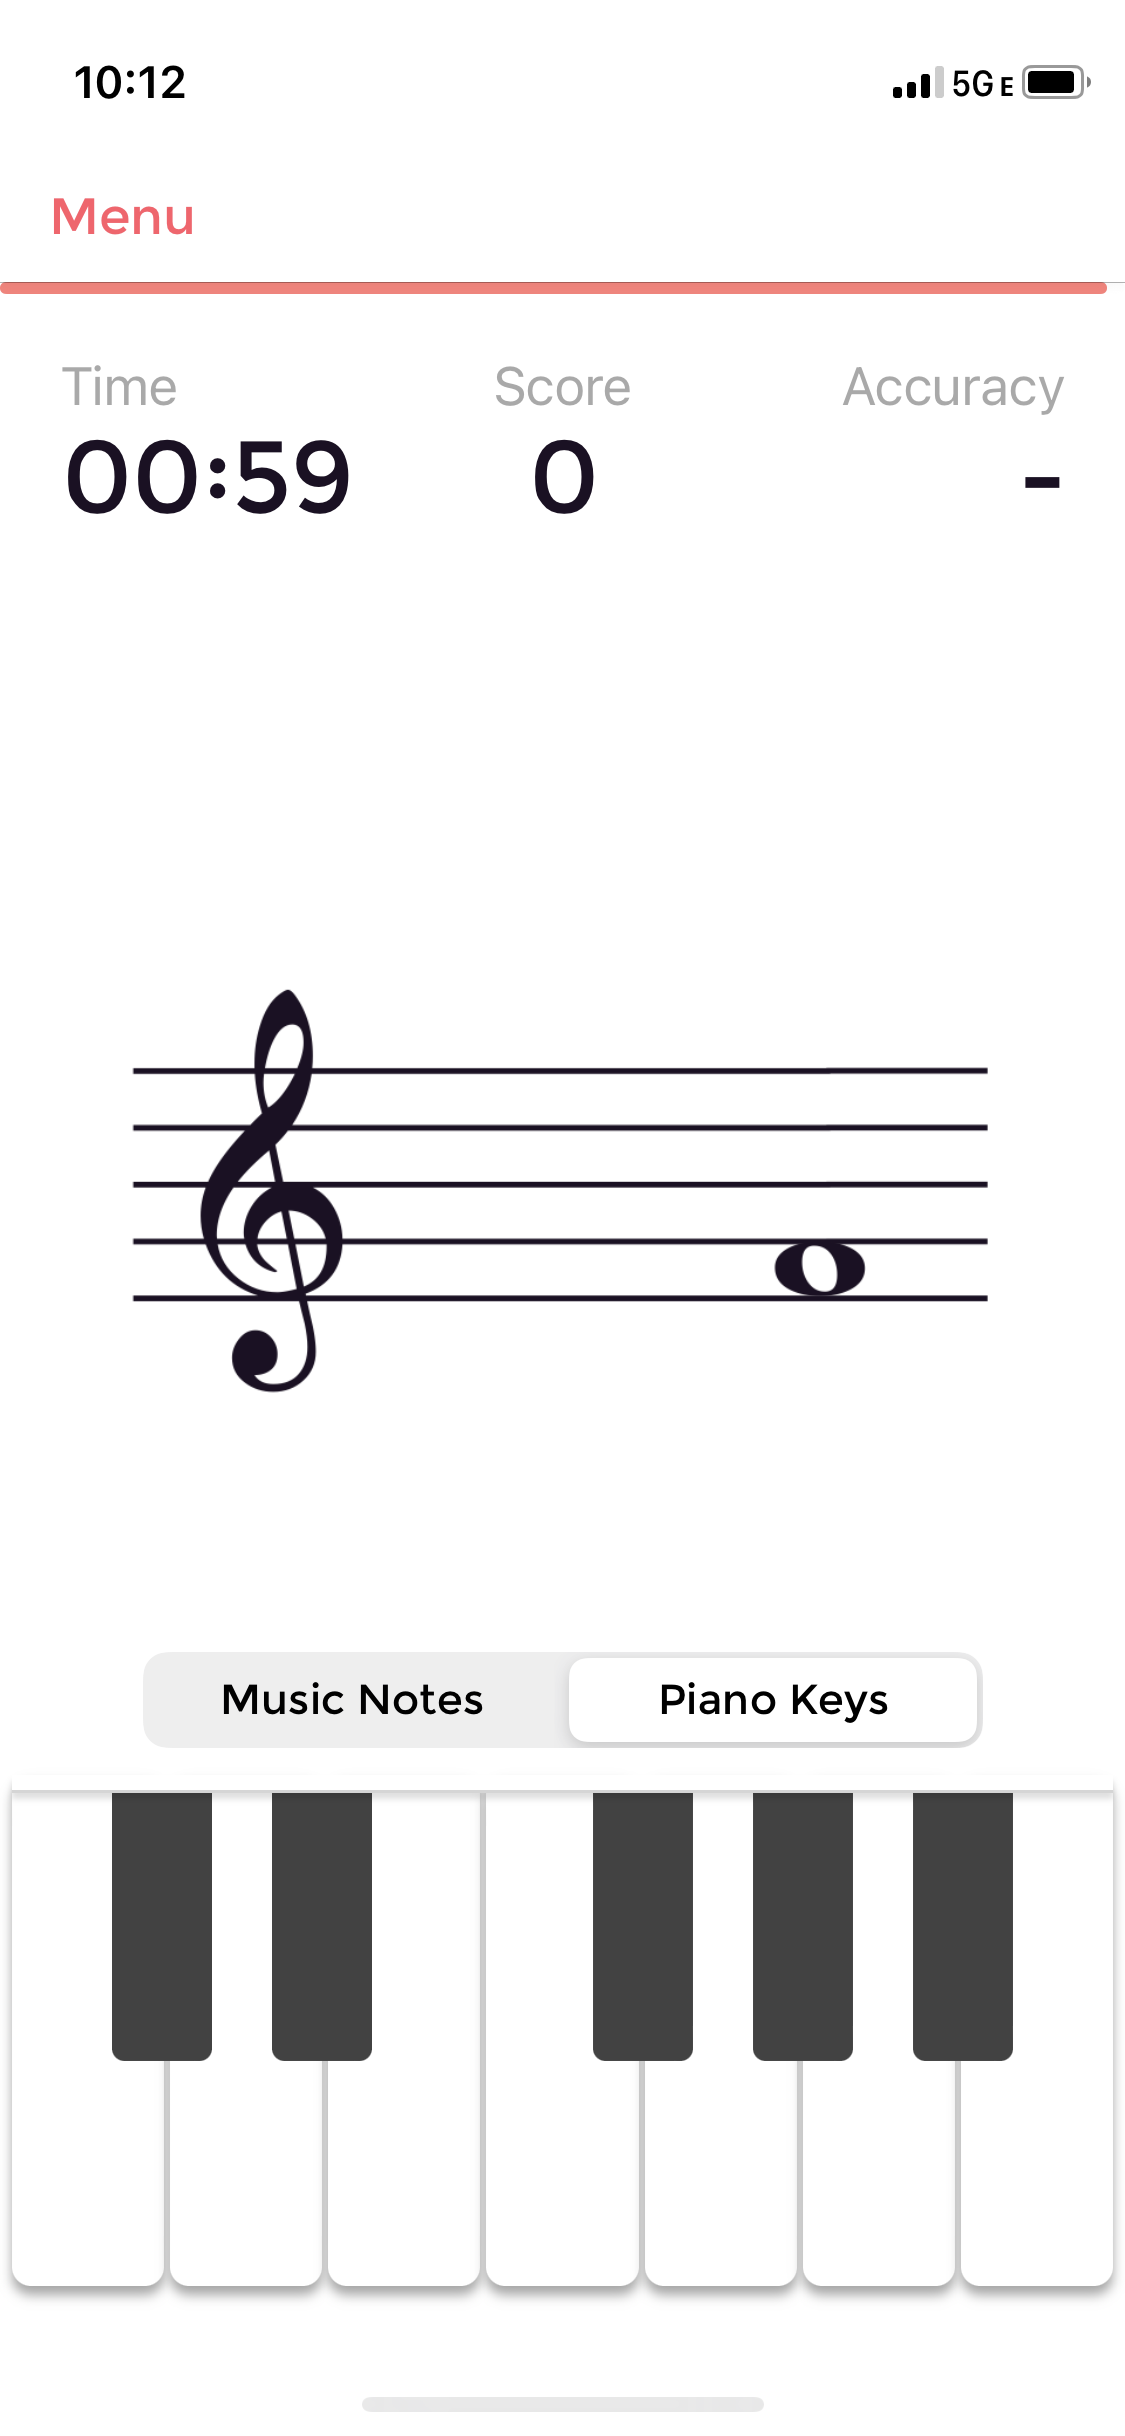 10:12 5G E
Menu
Time Score Accuracy
00:59 0 -
Music Notes Piano Keys